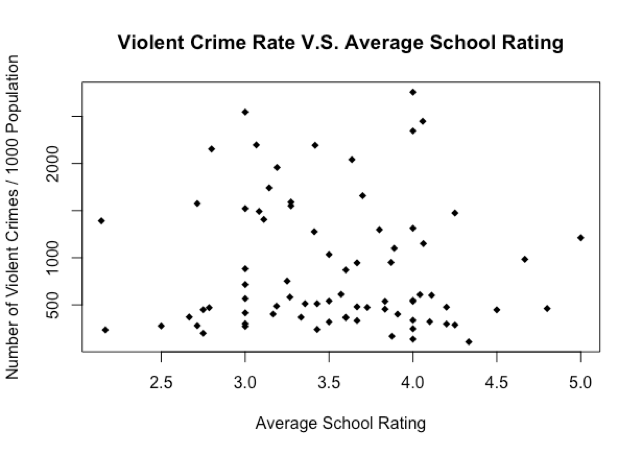 Violent Crime Rate V.S. Average School Rating
Number of Violent Crimes / 1000 Population
2000
1000
500
2.5 3.0 3.5 4.0 4.5 5.0
Average School Rating